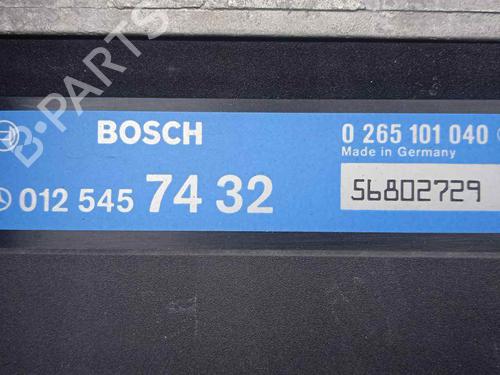 BOSCH
0 265 101 040
Made in Germany
012 545 74 32
56802729
B-PARTS